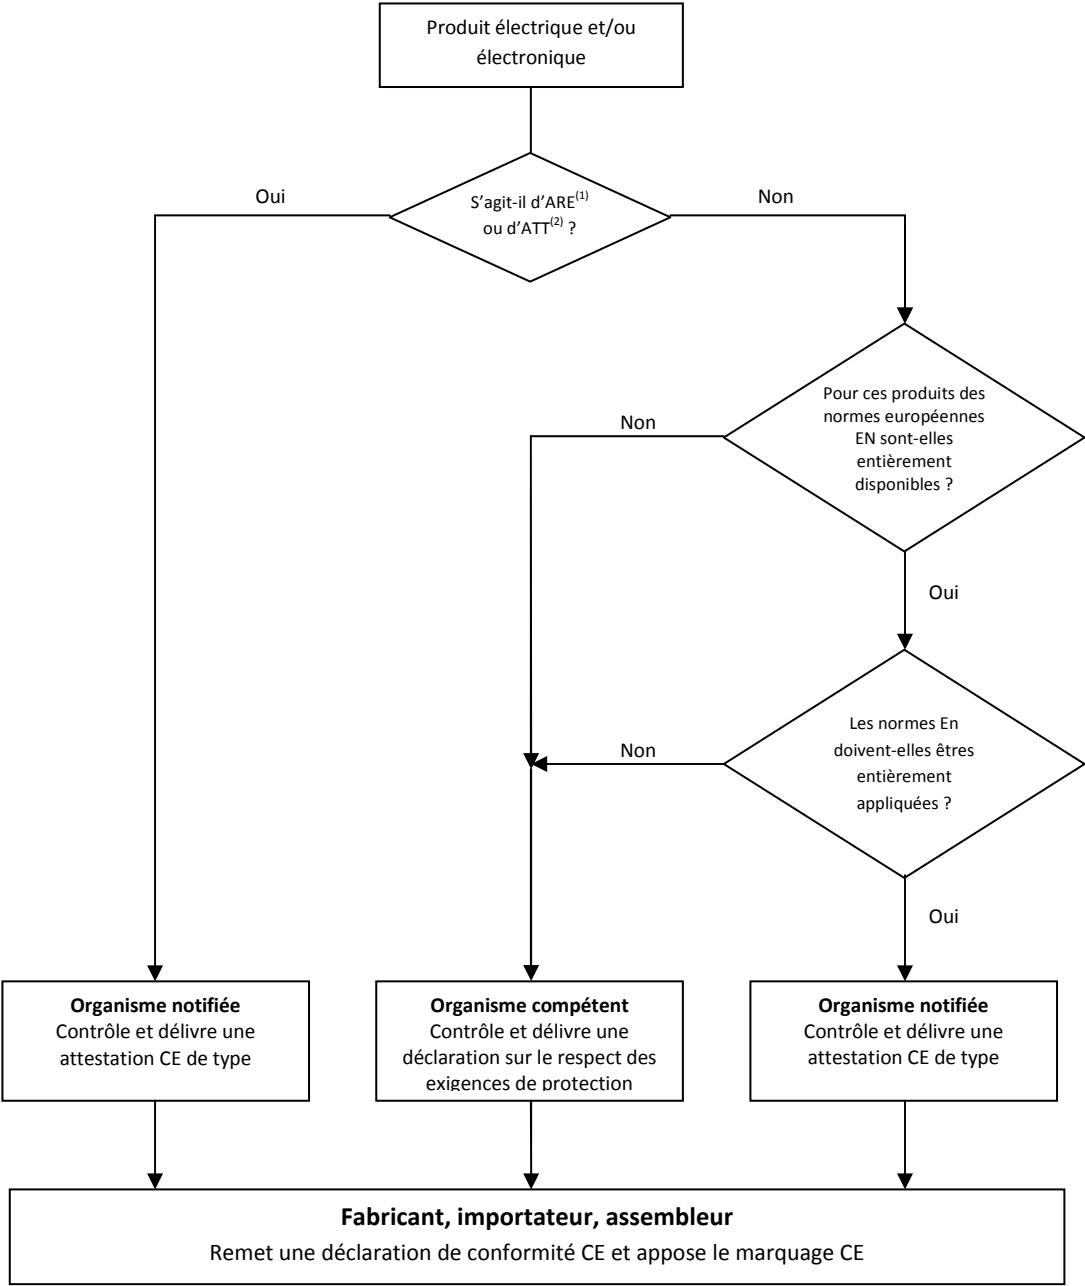 Produit électrique et/ou
électronique
Oui
S’agit-il d’ARE(1)
ou d’ATT(2) ?
Non
Pour ces produits des
normes européennes
EN sont-elles
entièrement
disponibles ?
Non
Oui
Les normes En
doivent-elles êtres
entièrement
appliquées ?
Non
Oui
Organisme notifiée
Contrôle et délivre une
attestation CE de type
Organisme compétent
Contrôle et délivre une
déclaration sur le respect des
exigences de protection
Organisme notifiée
Contrôle et délivre une
attestation CE de type
Fabricant, importateur, assembleur
Remet une déclaration de conformité CE et appose le marquage CE